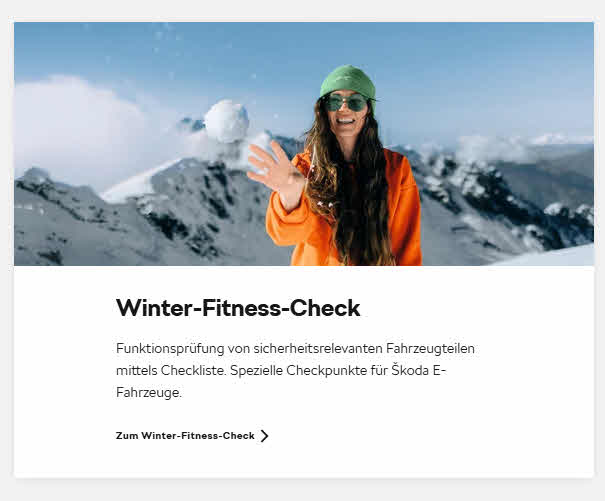 Winter-Fitness-Check
Funktionsprüfung von sicherheitsrelevanten Fahrzeugteilen
mittels Checkliste. Spezielle Checkpunkte für Škoda E-
Fahrzeuge.
Zum Winter-Fitness-Check